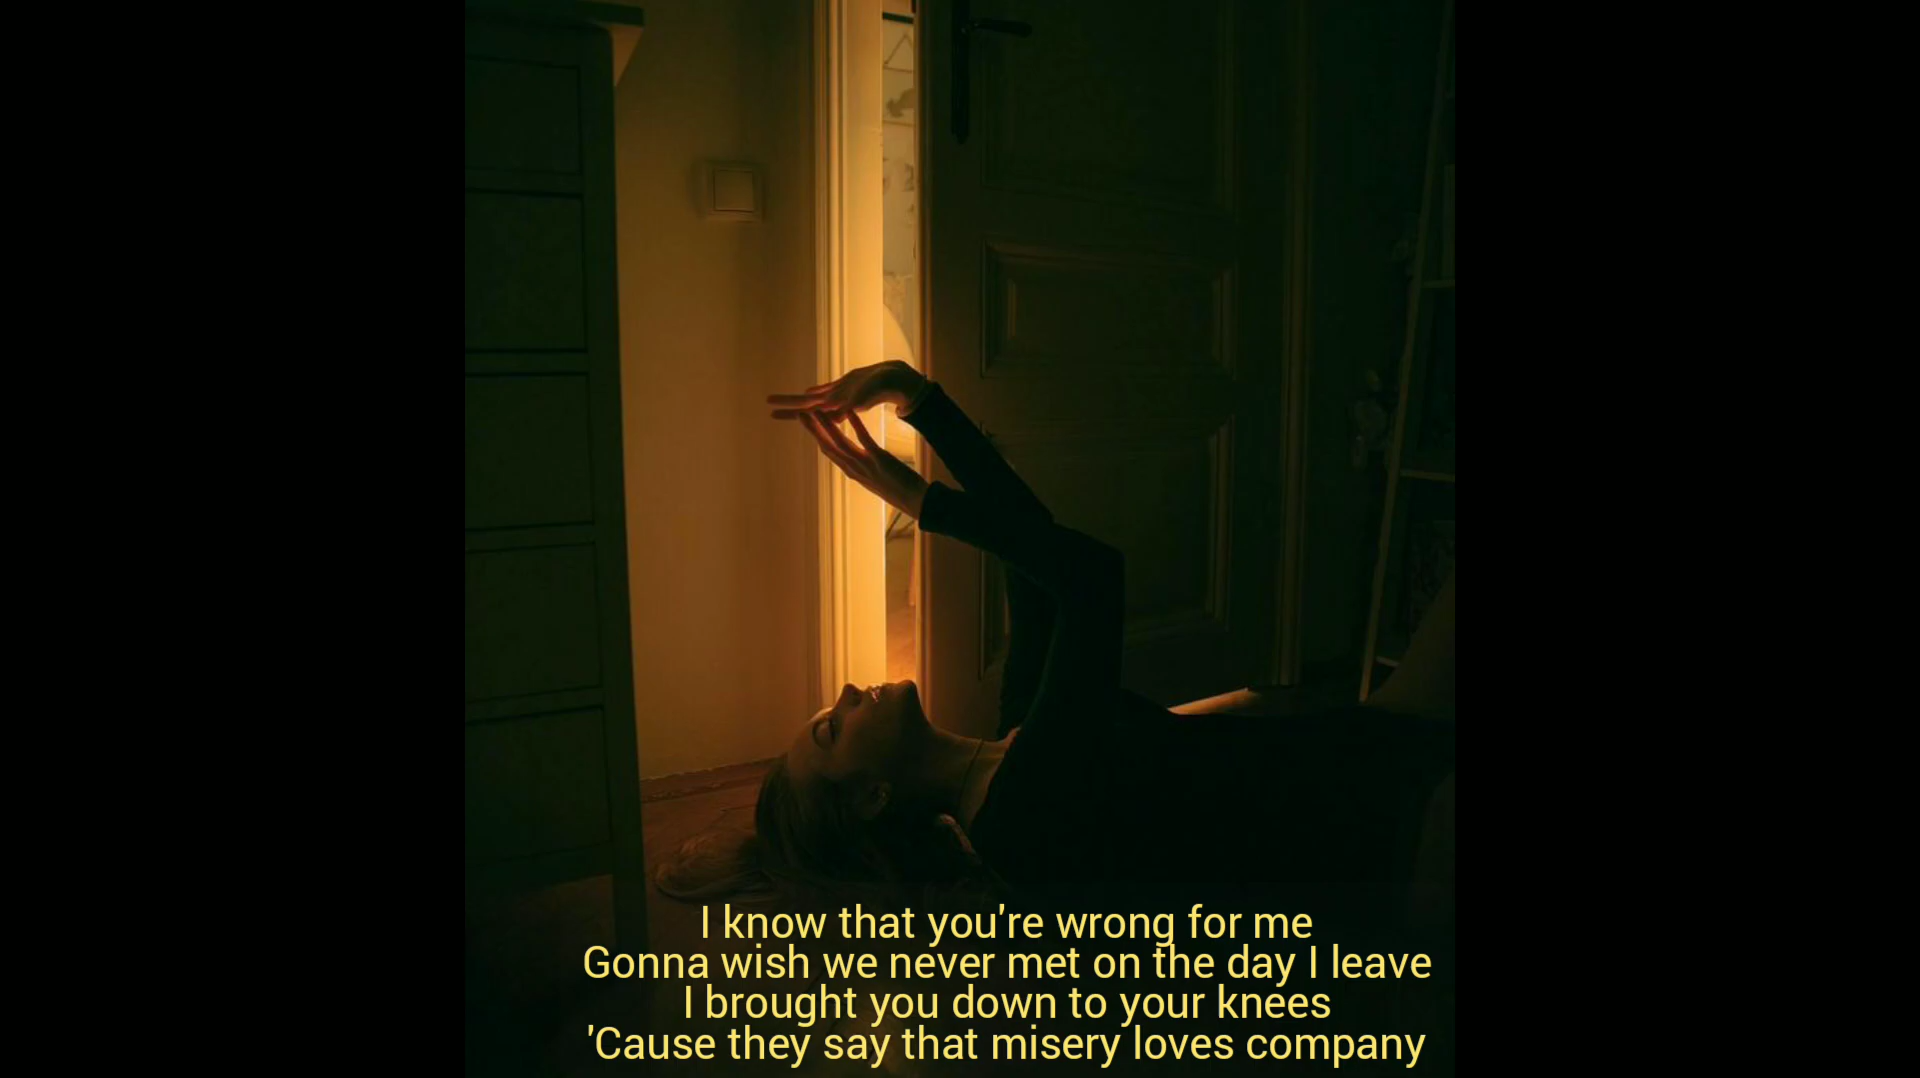 I know that you're wrong for me
Gonna wish we never met on the day I leave
I brought you down to your knees
'Cause they say that misery loves company